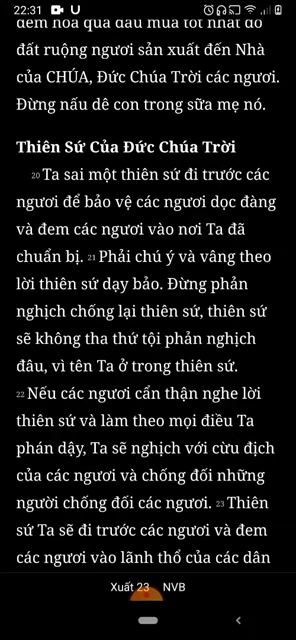 22:31
U
đem hoa quả đầu mùa tốt nhất do
đất ruộng ngươi sản xuất đến Nhà
của CHÚA, Đức Chúa Trời các ngươi.
Đừng nấu dê con trong sữa mẹ nó.
Thiên Sứ Của Đức Chúa Trời
20 Ta sai một thiên sứ đi trước các
ngươi để bảo vệ các ngươi dọc đàng
và đem các ngươi vào nơi Ta đã
chuẩn bị. 21 Phải chú ý và vâng theo
lời thiên sứ dạy bảo. Đừng phản
nghịch chống lại thiên sứ, thiên sứ
sẽ không tha thứ tội phản nghịch
đâu, vì tên Ta ở trong thiên sứ.
22 Nếu các ngươi cẩn thận nghe lời
thiên sứ và làm theo mọi điều Ta
phán dậy, Ta sẽ nghịch với cừu địch
của các ngươi và chống đối những
người chống đối các ngươi. 23 Thiên
sứ Ta sẽ đi trước các ngươi và đem
các ngươi vào lãnh thổ của các dân
Xuất 23 NVB